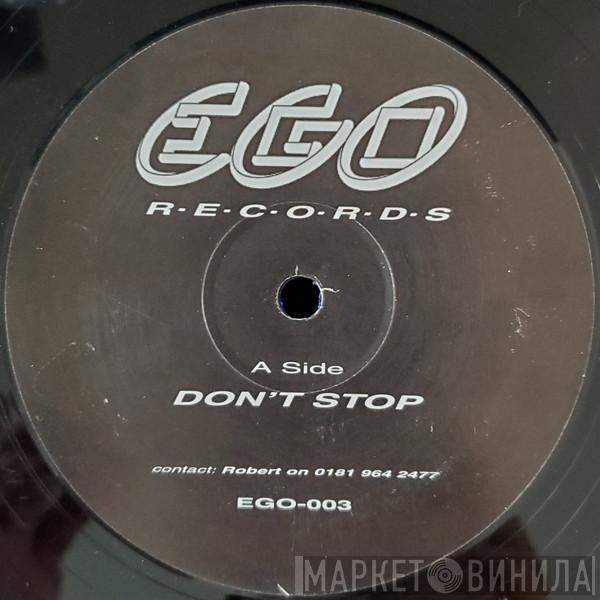 EGO
R·E·C·O·R·D·S
A Side
DON'T STOP
contact: Robert on 0181 964 2477
EGO-003
МАРКЕТ ВИНИЛА